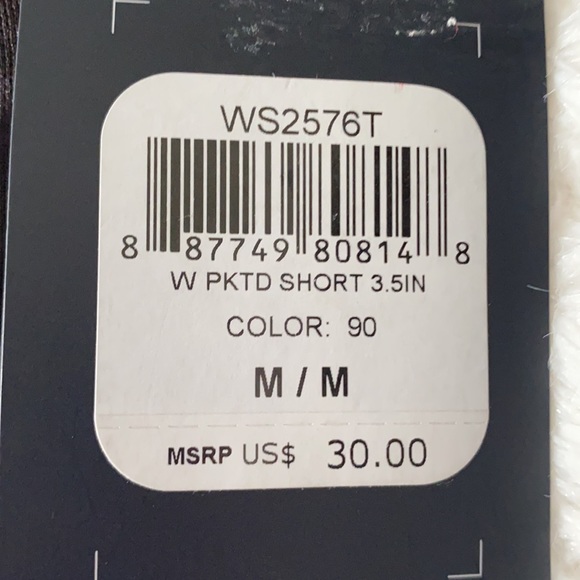 WS2576T
8 87749 80814 8
W PKTD SHORT 3.5IN
COLOR: 90
M / M
MSRP US$ 30.00